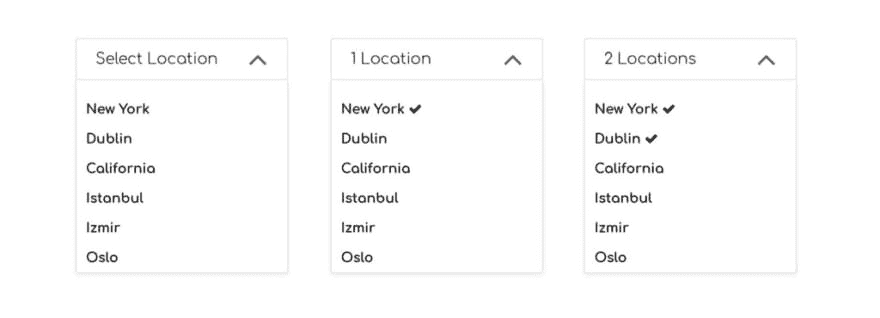 Select Location
New York
Dublin
California
Istanbul
Izmir
Oslo
1 Location
New York
Dublin
California
Istanbul
Izmir
Oslo
2 Locations
New York
Dublin
California
Istanbul
Izmir
Oslo